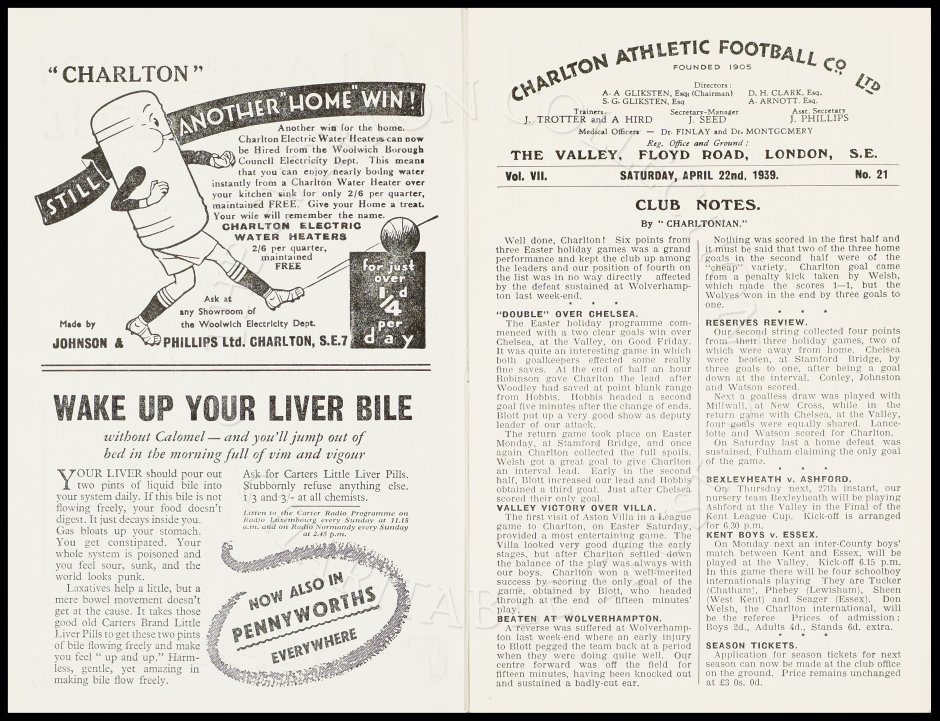 "CHARLTON"
STILL ANOTHER "HOME" WIN!
Another win for the home.
Charlton Electric Water Heaters can now
be Hired from the Woolwich Borough
Council Electricity Dept. This means
that you can enjoy nearly boiling water
instantly from a Charlton Water Heater over
your kitchen sink for only 2/6 per quarter,
maintained FREE. Give your Home a treat.
Your wife will remember the name.
CHARLTON ELECTRIC
WATER HEATERS
2/6 per quarter,
maintained
FREE
for just
over
¼d
per
day
Ask at
any Showroom of
the Woolwich Electricity Dept.
Made by
JOHNSON & PHILLIPS Ltd. CHARLTON, S.E.7
WAKE UP YOUR LIVER BILE
without Calomel — and you'll jump out of
bed in the morning full of vim and vigour
YOUR LIVER should pour out
two pints of liquid bile into
your system daily. If this bile is not
flowing freely, your food doesn't
digest. It just decays inside you.
Gas bloats up your stomach.
You get constipated. Your
whole system is poisoned and
you feel sour, sunk, and the
world looks punk.
Laxatives help a little, but a
mere bowel movement doesn't
get at the cause. It takes those
good old Carters Brand Little
Liver Pills to get these two pints
of bile flowing freely and make
you feel "up and up." Harm-
less, gentle, yet amazing in
making bile flow freely.
Ask for Carters Little Liver Pills.
Stubbornly refuse anything else.
1/3 and 3/- at all chemists.
Listen to the Carter Radio Programme on
Radio Luxembourg every Sunday at 11.15
a.m. and on Radio Normandy every Sunday
at 2.45 p.m.
NOW ALSO IN
PENNYWORTHS
EVERYWHERE
CHARLTON ATHLETIC FOOTBALL CO LTD
FOUNDED 1905
Directors:
A. A GLIKSTEN, Esq. (Chairman) D. H. CLARK, Esq.
S. G. GLIKSTEN, Esq A. ARNOTT, Esq.
Trainers Secretary-Manager Asst. Secretary
J. TROTTER and A HIRD J. SEED J. PHILLIPS
Medical Officers — Dr. FINLAY and Dr. MONTGOMERY
Reg. Office and Ground:
THE VALLEY, FLOYD ROAD, LONDON, S.E.
Vol. VII. SATURDAY, APRIL 22nd, 1939. No. 21
CLUB NOTES.
By "CHARLTONIAN."
Well done, Charlton! Six points from
three Easter holiday games was a grand
performance and kept the club up among
the leaders and our position of fourth on
the list was in no way directly affected
by the defeat sustained at Wolverhamp-
ton last week-end.
* * *
"DOUBLE" OVER CHELSEA.
The Easter holiday programme com-
menced with a two clear goals win over
Chelsea, at the Valley, on Good Friday.
It was quite an interesting game in which
both goalkeepers effected some really
fine saves. At the end of half an hour
Robinson gave Charlton the lead after
Woodley had saved at point blank range
from Hobbis. Hobbis headed a second
goal five minutes after the change of ends.
Blott put up a very good show as deputy
leader of our attack.
The return game took place on Easter
Monday, at Stamford Bridge, and once
again Charlton collected the full spoils.
Welsh got a great goal to give Charlton
an interval lead. Early in the second
half, Blott increased our lead and Hobbis
obtained a third goal. Just after Chelsea
scored their only goal.
VALLEY VICTORY OVER VILLA.
The first visit of Aston Villa in a League
game to Charlton, on Easter Saturday,
provided a most entertaining game. The
Villa looked very good during the early
stages, but after Charlton settled down
the balance of the play was always with
our boys. Charlton won a well-merited
success by scoring the only goal of the
game, obtained by Blott, who headed
through at the end of fifteen minutes'
play.
BEATEN AT WOLVERHAMPTON.
A reverse was suffered at Wolverhamp-
ton last week-end where an early injury
to Blott pegged the team back at a period
when they were doing quite well. Our
centre forward was off the field for
fifteen minutes, having been knocked out
and sustained a badly-cut ear.
Nothing was scored in the first half and
it must be said that two of the three home
goals in the second half were of the
"cheap" variety. Charlton goal came
from a penalty kick taken by Welsh,
which made the scores 1—1, but the
Wolves won in the end by three goals to
one.
* * *
RESERVES REVIEW.
Our second string collected four points
from their three holiday games, two of
which were away from home. Chelsea
were beaten, at Stamford Bridge, by
three goals to one, after being a goal
down at the interval. Conley, Johnston
and Watson scored.
Next a goalless draw was played with
Millwall, at New Cross, while in the
return game with Chelsea, at the Valley,
four goals were equally shared. Lance-
lotte and Watson scored for Charlton.
On Saturday last a home defeat was
sustained, Fulham claiming the only goal
of the game.
* * *
BEXLEYHEATH v. ASHFORD.
On Thursday next, 27th instant, our
nursery team Bexleyheath will be playing
Ashford at the Valley in the Final of the
Kent League Cup. Kick-off is arranged
for 6.30 p.m.
KENT BOYS v. ESSEX.
On Monday next an inter-County boys'
match between Kent and Essex, will be
played at the Valley. Kick-off 6.15 p.m.
In this game there will be four schoolboy
internationals playing They are Tucker
(Chatham), Phebey (Lewisham), Sheen
(West Kent) and Seager (Essex). Don
Welsh, the Charlton international, will
be the referee. Prices of admission:
Boys 2d., Adults 4d., Stands 6d. extra.
* * *
SEASON TICKETS.
Application for season tickets for next
season can now be made at the club office
on the ground. Price remains unchanged
at £3 0s. 0d.